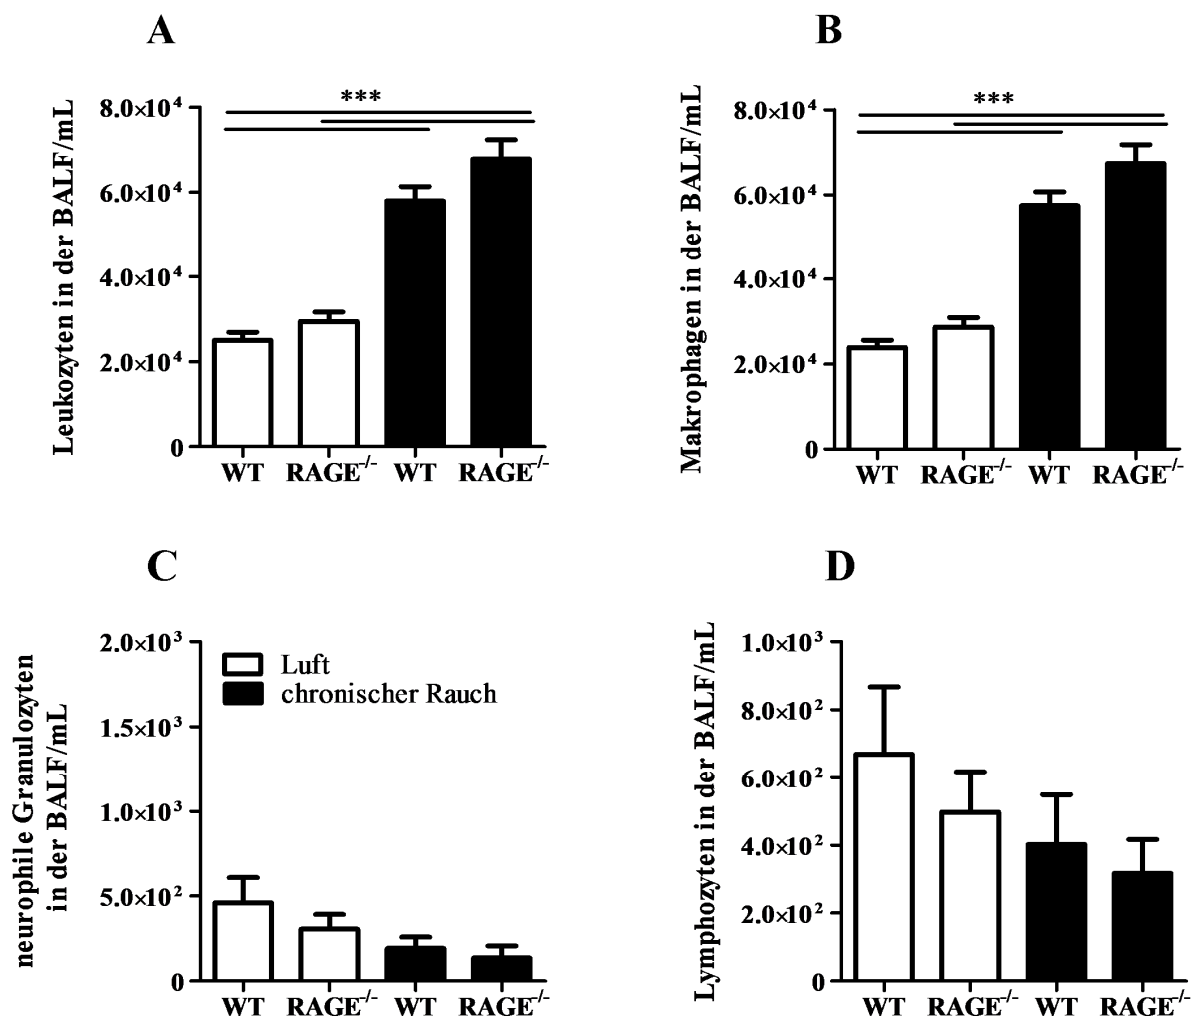 A
Leukozyten in der BALF/mL
8.0×10⁴
6.0×10⁴
4.0×10⁴
2.0×10⁴
0
***
WT RAGE⁻/⁻ WT RAGE⁻/⁻
B
Makrophagen in der BALF/mL
8.0×10⁴
6.0×10⁴
4.0×10⁴
2.0×10⁴
0
***
WT RAGE⁻/⁻ WT RAGE⁻/⁻
C
neurophile Granulozyten
in der BALF/mL
2.0×10³
1.5×10³
1.0×10³
5.0×10²
0
Luft
chronischer Rauch
WT RAGE⁻/⁻ WT RAGE⁻/⁻
D
Lymphozyten in der BALF/mL
1.0×10³
8.0×10²
6.0×10²
4.0×10²
2.0×10²
0
WT RAGE⁻/⁻ WT RAGE⁻/⁻